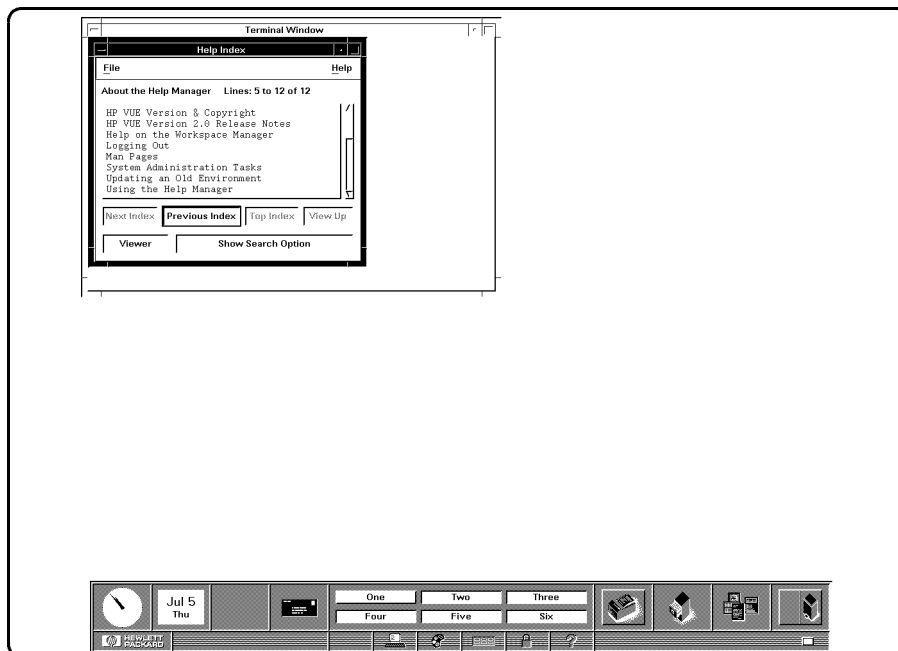 Terminal Window
Help Index
File Help
About the Help Manager Lines: 5 to 12 of 12
HP VUE Version & Copyright
HP VUE Version 2.0 Release Notes
Help on the Workspace Manager
Logging Out
Man Pages
System Administration Tasks
Updating an Old Environment
Using the Help Manager
Next Index Previous Index Top Index View Up
Viewer Show Search Option
Jul 5
Thu
One Two Three
Four Five Six
hp HEWLETT
PACKARD
?